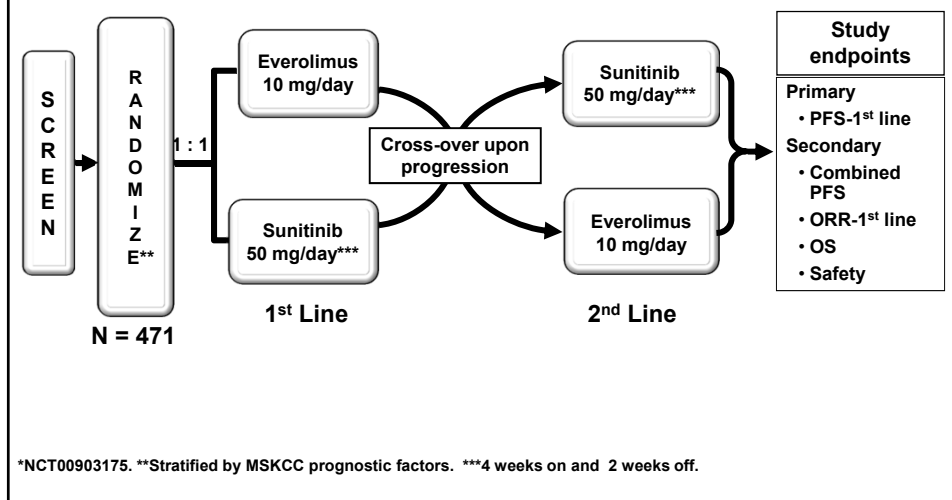 SCREEN
RANDOMIZE**
N = 471
1 : 1
Everolimus
10 mg/day
Sunitinib
50 mg/day***
1st Line
Cross-over upon
progression
Sunitinib
50 mg/day***
Everolimus
10 mg/day
2nd Line
Study
endpoints
Primary
• PFS-1st line
Secondary
• Combined
PFS
• ORR-1st line
• OS
• Safety
*NCT00903175. **Stratified by MSKCC prognostic factors. ***4 weeks on and 2 weeks off.